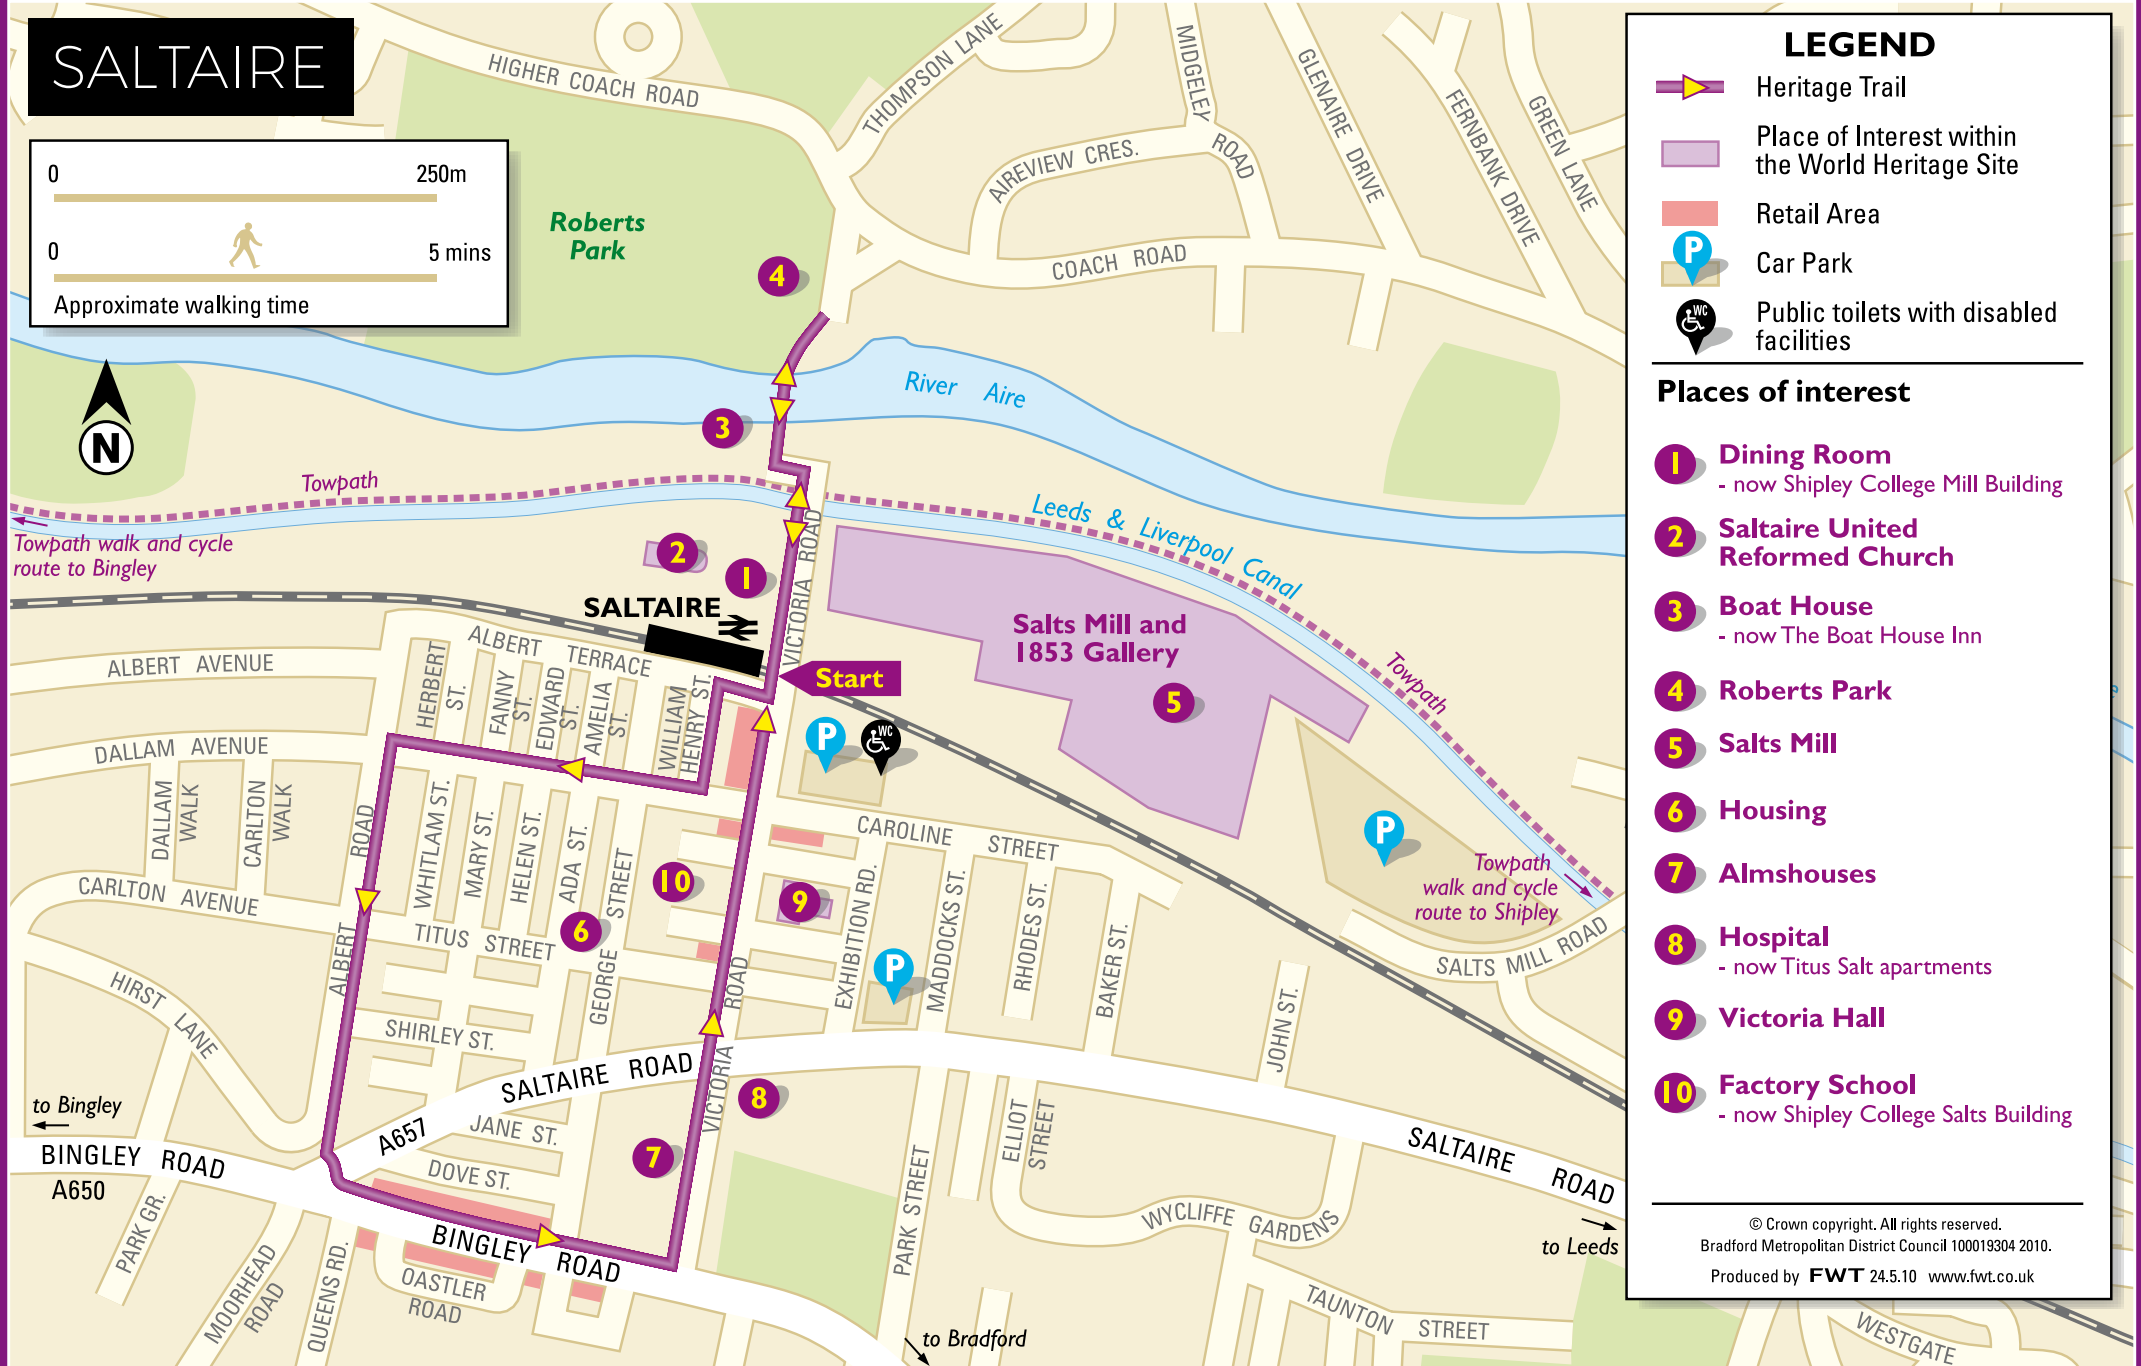 SALTAIRE
0 250m
0 5 mins
Approximate walking time
N
HIGHER COACH ROAD
THOMPSON LANE
MIDGELEY
ROAD
GLENAIRE DRIVE
FERNBANK DRIVE
GREEN LANE
AIREVIEW CRES.
COACH ROAD
Roberts
Park
4
River Aire
3
Towpath
Towpath walk and cycle
route to Bingley
Leeds & Liverpool Canal
2
1
SALTAIRE
VICTORIA ROAD
Start
Salts Mill and
1853 Gallery
5
Towpath
ALBERT AVENUE
ALBERT TERRACE
HERBERT
ST.
FANNY
ST.
EDWARD
ST.
AMELIA
ST.
WILLIAM
HENRY ST.
DALLAM AVENUE
DALLAM
WALK
CARLTON
WALK
P
WC
P
CAROLINE STREET
CARLTON AVENUE
ALBERT ROAD
WHITLAM ST.
MARY ST.
HELEN ST.
ADA ST.
GEORGE STREET
10
9
6
TITUS STREET
EXHIBITION RD.
MADDOCKS ST.
RHODES ST.
BAKER ST.
P
Towpath
walk and cycle
route to Shipley
SALTS MILL ROAD
HIRST LANE
SHIRLEY ST.
JOHN ST.
SALTAIRE ROAD
VICTORIA ROAD
8
A657
JANE ST.
DOVE ST.
7
to Bingley
BINGLEY ROAD
A650
PARK GR.
MOORHEAD
ROAD
QUEENS RD.
BINGLEY ROAD
OASTLER
ROAD
PARK STREET
ELLIOT
STREET
WYCLIFFE GARDENS
SALTAIRE ROAD
to Leeds
to Bradford
TAUNTON STREET
WESTGATE
LEGEND
Heritage Trail
Place of Interest within
the World Heritage Site
Retail Area
P
Car Park
WC
Public toilets with disabled
facilities
Places of interest
1 Dining Room
- now Shipley College Mill Building
2 Saltaire United
Reformed Church
3 Boat House
- now The Boat House Inn
4 Roberts Park
5 Salts Mill
6 Housing
7 Almshouses
8 Hospital
- now Titus Salt apartments
9 Victoria Hall
10 Factory School
- now Shipley College Salts Building
© Crown copyright. All rights reserved.
Bradford Metropolitan District Council 100019304 2010.
Produced by FWT 24.5.10 www.fwt.co.uk